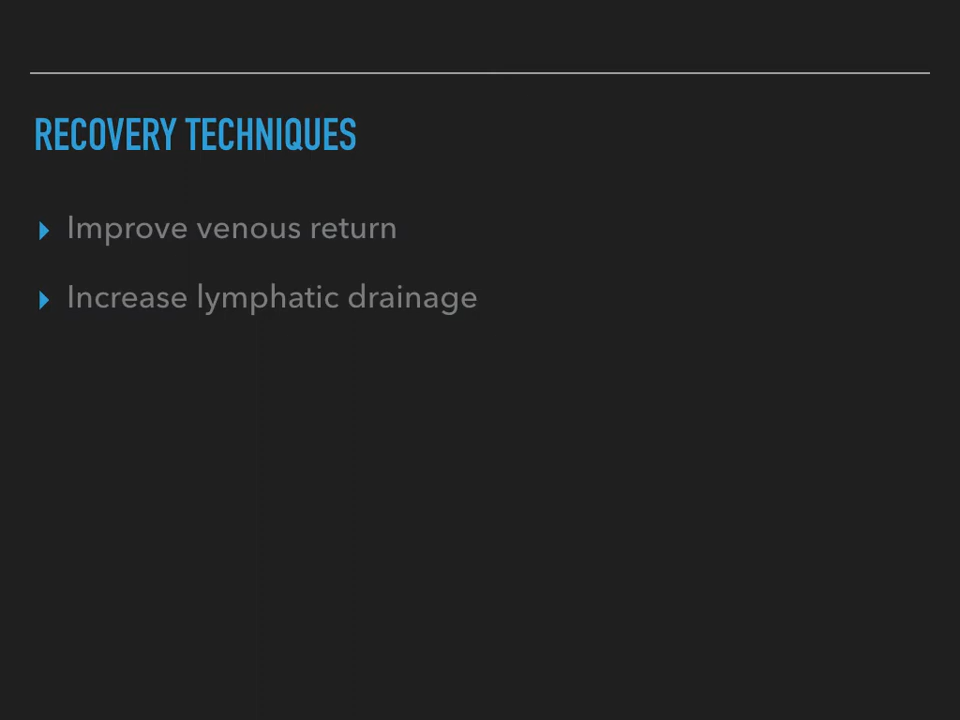 RECOVERY TECHNIQUES
Improve venous return
Increase lymphatic drainage